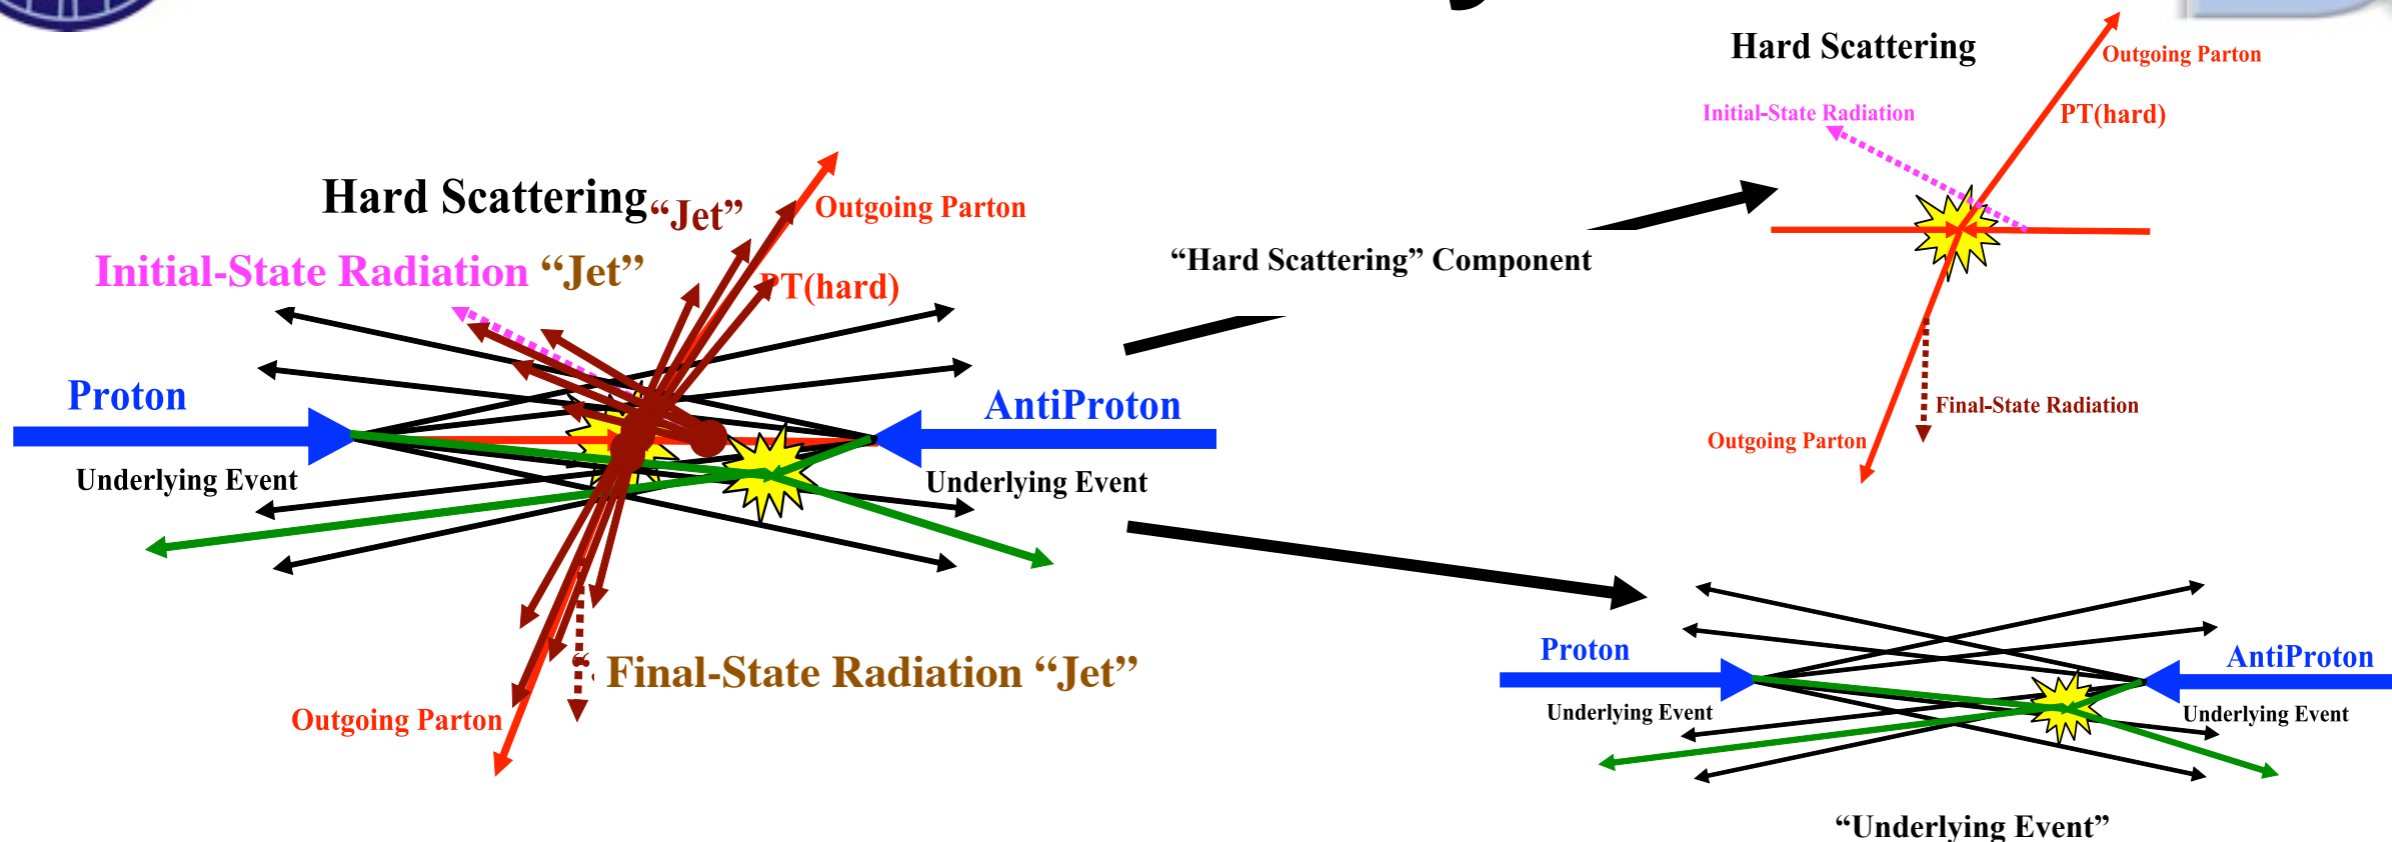 Hard Scattering
“Jet”
Outgoing Parton
Initial-State Radiation “Jet”
PT(hard)
Proton
AntiProton
Underlying Event
Underlying Event
Final-State Radiation “Jet”
Outgoing Parton
“Hard Scattering” Component
Hard Scattering
Outgoing Parton
Initial-State Radiation
PT(hard)
Final-State Radiation
Outgoing Parton
Proton
AntiProton
Underlying Event
Underlying Event
“Underlying Event”